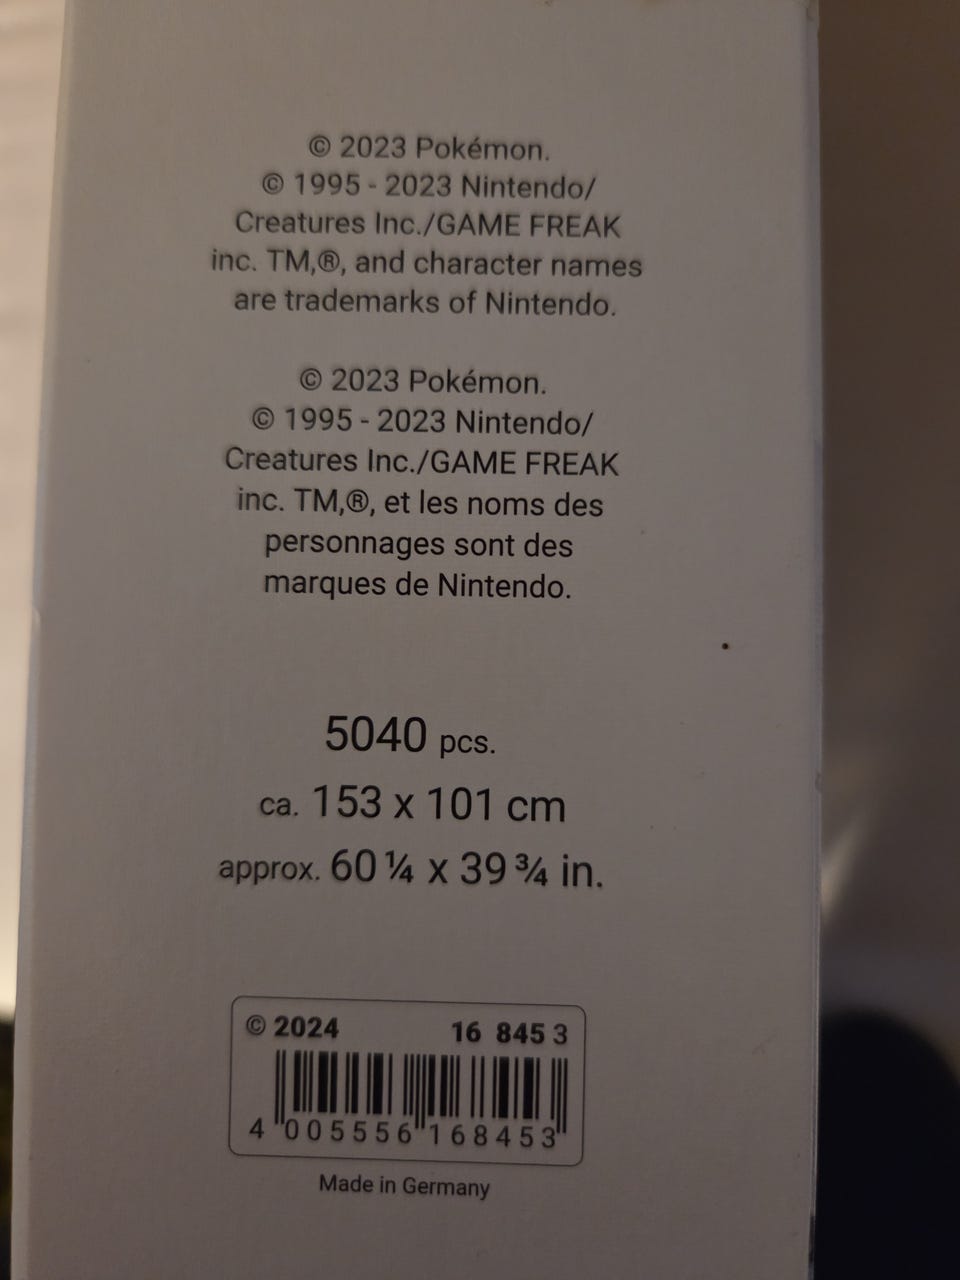 © 2023 Pokémon.
© 1995 - 2023 Nintendo/
Creatures Inc./GAME FREAK
inc. TM,®, and character names
are trademarks of Nintendo.
© 2023 Pokémon.
© 1995 - 2023 Nintendo/
Creatures Inc./GAME FREAK
inc. TM,®, et les noms des
personnages sont des
marques de Nintendo.
5040 pcs.
ca. 153 x 101 cm
approx. 60 ¼ x 39 ¾ in.
© 2024 16 845 3
4 005556 168453
Made in Germany